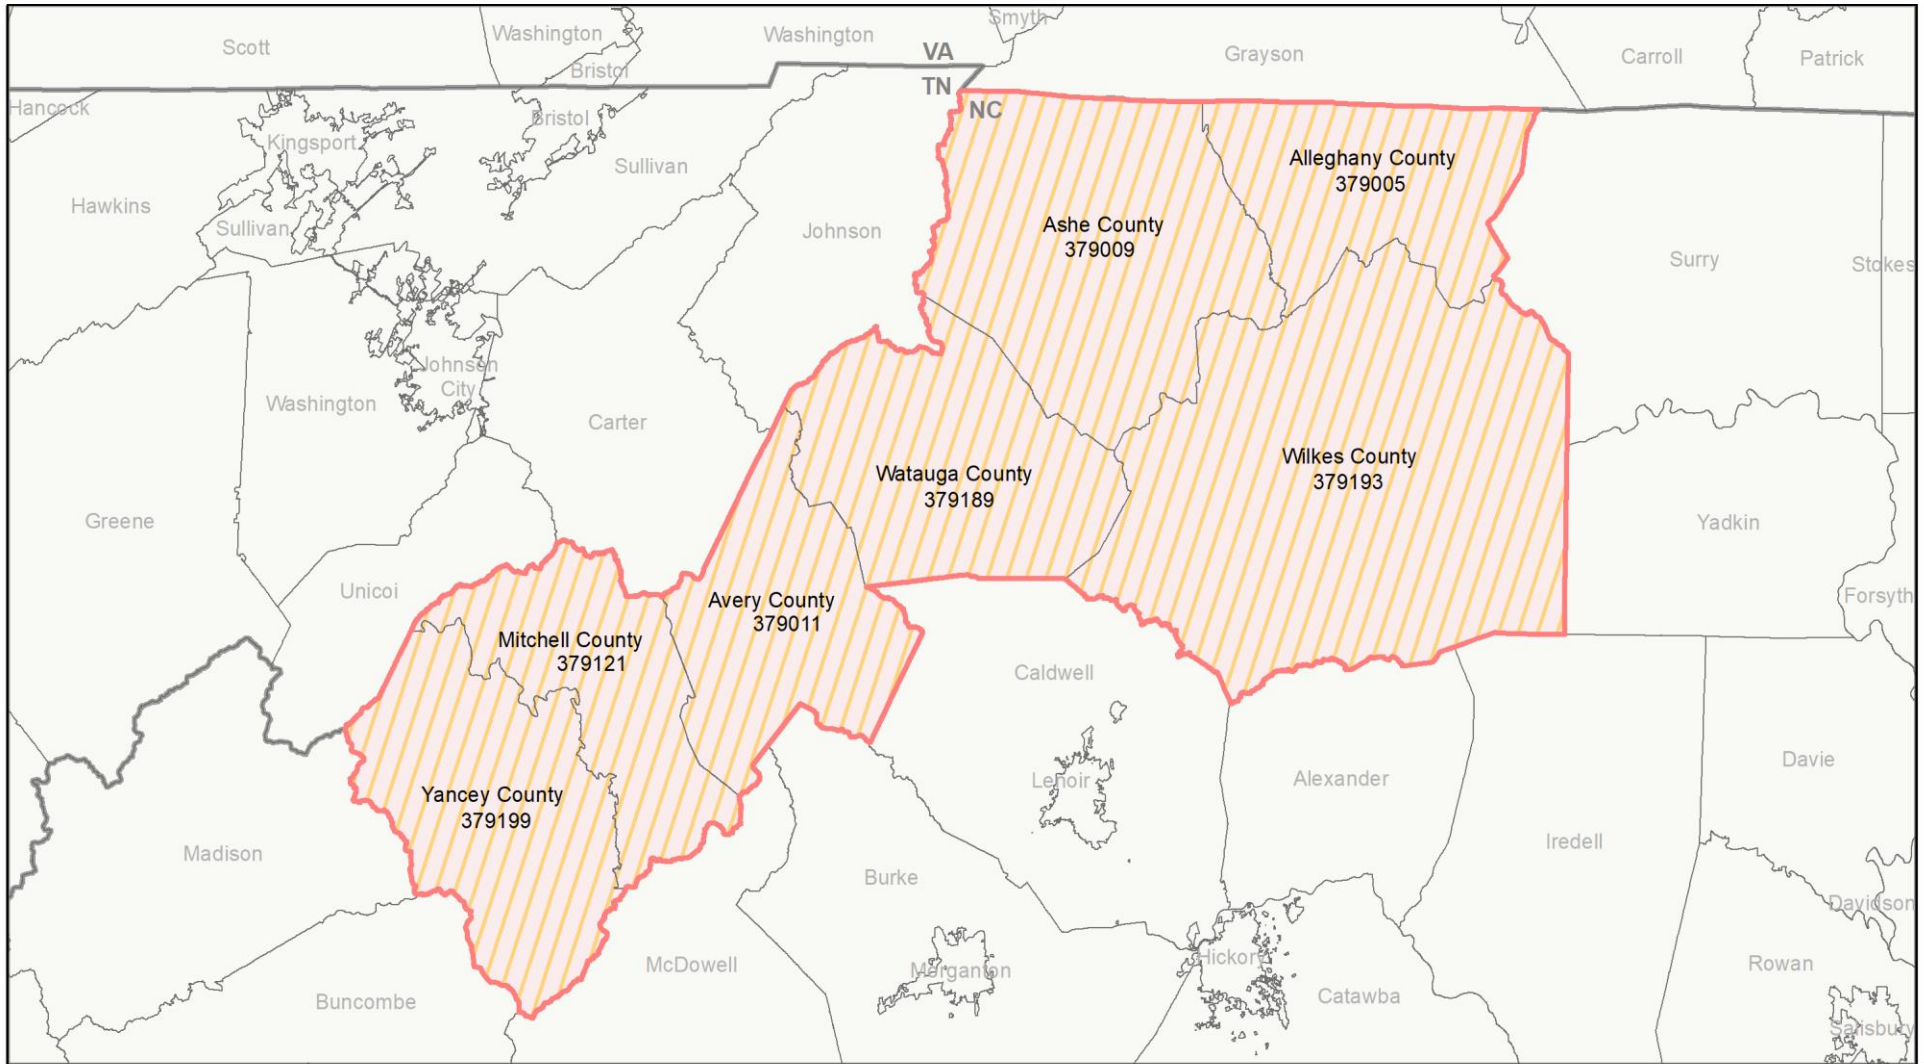 Smyth
Washington
Washington
Scott
Grayson
Carroll
Patrick
VA
Bristol
TN
Hancock
NC
Bristol
Kingsport
Sullivan
Alleghany County
379005
Hawkins
Sullivan
Johnson
Ashe County
379009
Surry
Stokes
Johnson
City
Washington
Carter
Watauga County
379189
Wilkes County
379193
Greene
Yadkin
Unicoi
Avery County
379011
Forsyth
Mitchell County
379121
Caldwell
Lenoir
Alexander
Davie
Yancey County
379199
Madison
Iredell
Burke
Davidson
McDowell
Morganton
Hickory
Rowan
Buncombe
Catawba
Salisbury